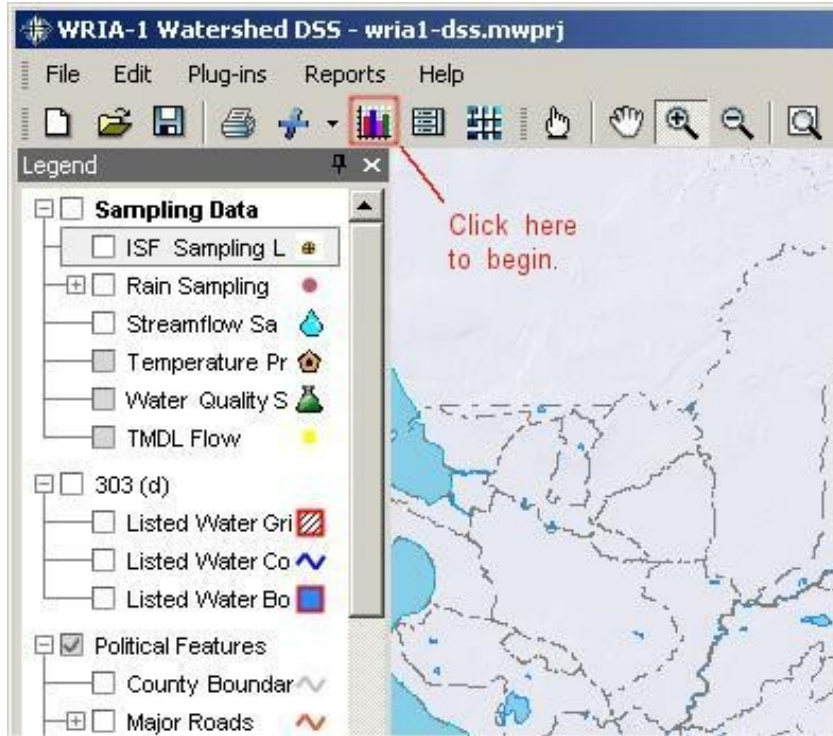 WRIA-1 Watershed DSS - wria1-dss.mwprj
File Edit Plug-ins Reports Help
Legend
Click here
to begin.
Sampling Data
ISF Sampling L
Rain Sampling
Streamflow Sa
Temperature Pr
Water Quality S
TMDL Flow
303 (d)
Listed Water Gri
Listed Water Co
Listed Water Bo
Political Features
County Boundar
Major Roads